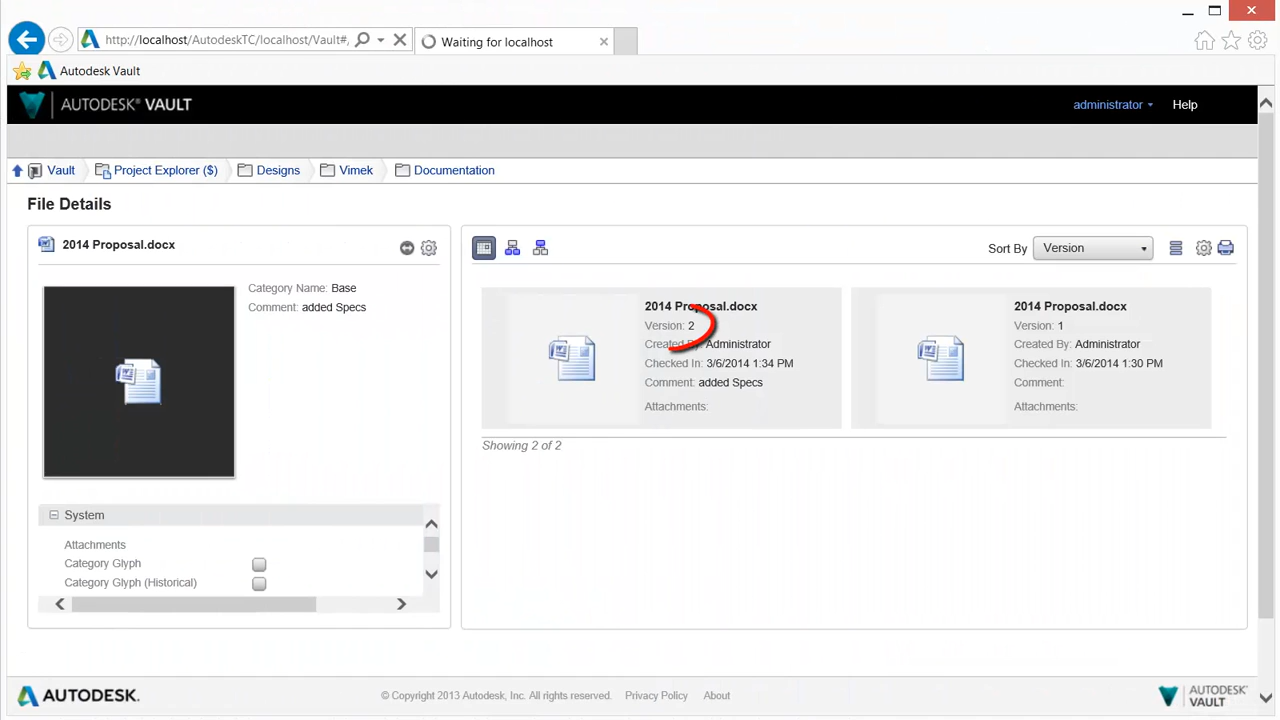 http://localhost/AutodeskTC/localhost/Vault#,
Waiting for localhost
Autodesk Vault
AUTODESK® VAULT
administrator
Help
Vault
Project Explorer ($)
Designs
Vimek
Documentation
File Details
2014 Proposal.docx
Category Name: Base
Comment: added Specs
System
Attachments
Category Glyph
Category Glyph (Historical)
Sort By
Version
2014 Proposal.docx
Version: 2
Created By: Administrator
Checked In: 3/6/2014 1:34 PM
Comment: added Specs
Attachments:
2014 Proposal.docx
Version: 1
Created By: Administrator
Checked In: 3/6/2014 1:30 PM
Comment:
Attachments:
Showing 2 of 2
AUTODESK.
© Copyright 2013 Autodesk, Inc. All rights reserved.
Privacy Policy
About
AUTODESK®
VAULT